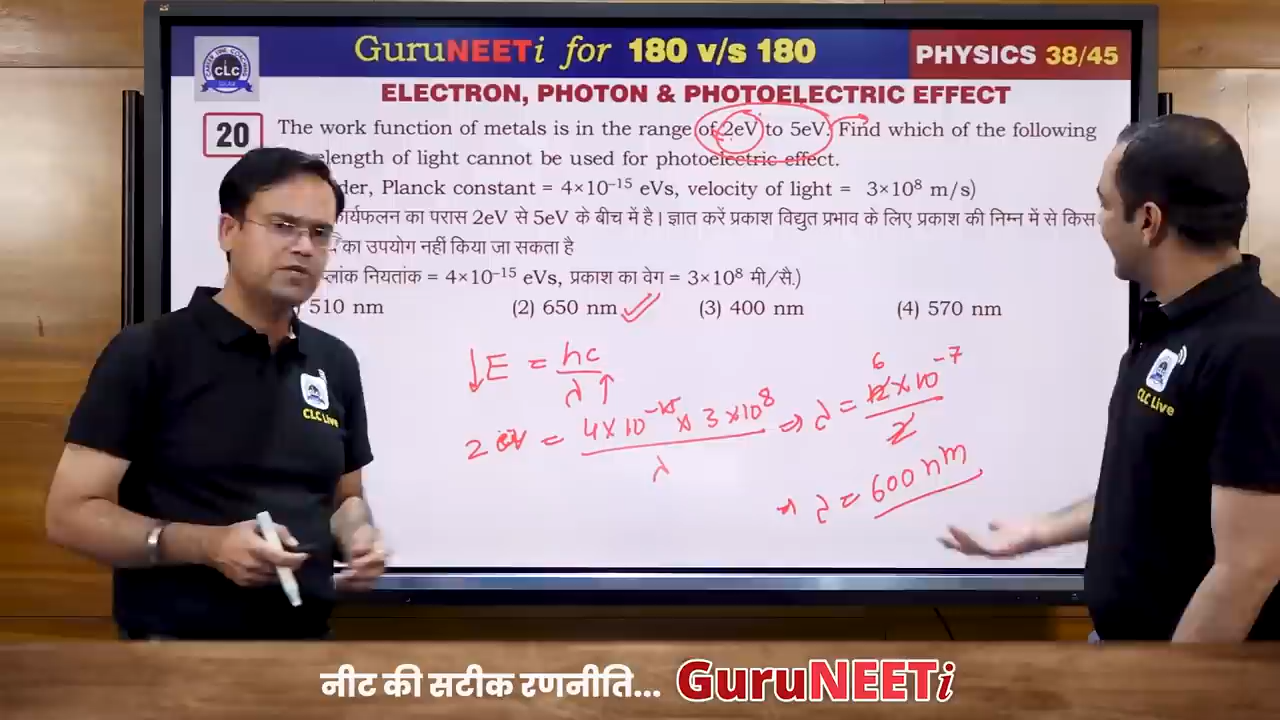 GuruNEETi for 180 v/s 180
PHYSICS 38/45
CLC
ELECTRON, PHOTON & PHOTOELECTRIC EFFECT
20
The work function of metals is in the range of 2eV to 5eV. Find which of the following
elength of light cannot be used for photoelectric effect.
der, Planck constant = 4×10⁻¹⁵ eVs, velocity of light = 3×10⁸ m/s)
र्यफलन का परास 2eV से 5eV के बीच में है। ज्ञात करें प्रकाश विद्युत प्रभाव के लिए प्रकाश की निम्न में से किस
का उपयोग नहीं किया जा सकता है
प्लांक नियतांक = 4×10⁻¹⁵ eVs, प्रकाश का वेग = 3×10⁸ मी/सै.)
510 nm
(2) 650 nm
(3) 400 nm
(4) 570 nm
↓E = hc/λ↑
2 eV = 4×10⁻¹⁵ × 3×10⁸/λ ⇒ λ = 6 12×10⁻⁷/2
λ = 600 nm
CLC Live
CLC Live
नीट की सटीक रणनीति... GuruNEETi